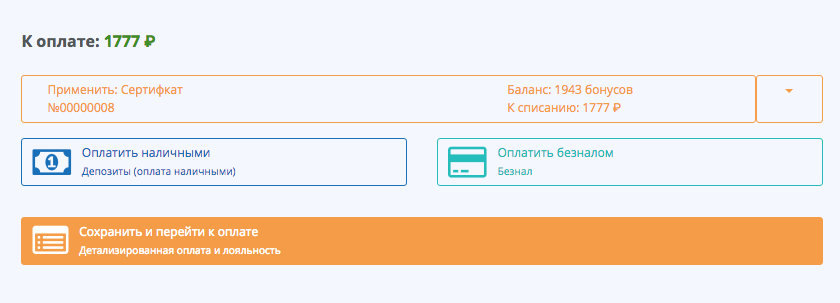 К оплате: 1777 ₽
Применить: Сертифкат
№00000008
Баланс: 1943 бонусов
К списанию: 1777 ₽
1
Оплатить наличными
Депозиты (оплата наличными)
Оплатить безналом
Безнал
Сохранить и перейти к оплате
Детализированная оплата и лояльность